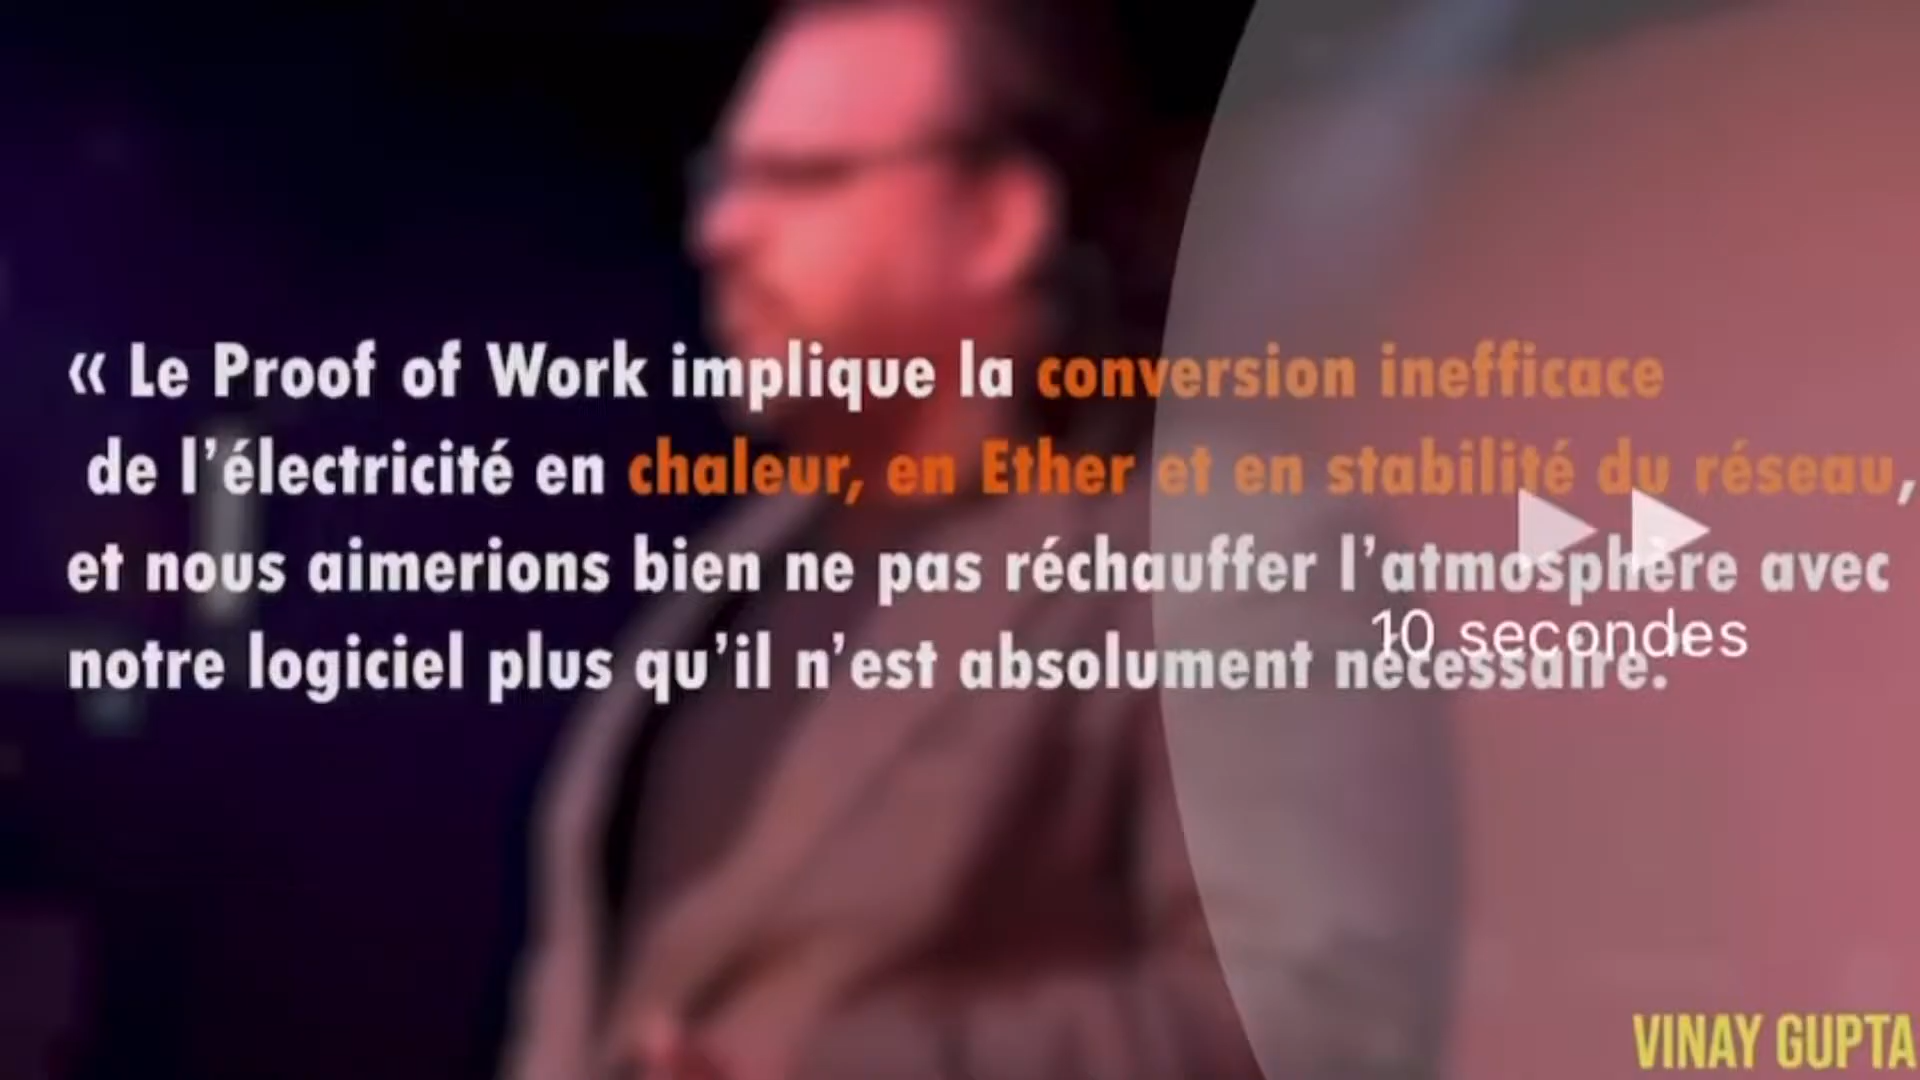 « Le Proof of Work implique la conversion inefficace
de l'électricité en chaleur, en Ether et en stabilité du réseau,
et nous aimerions bien ne pas réchauffer l'atmosphère avec
notre logiciel plus qu'il n'est absolument nécessaire."
10 secondes
VINAY GUPTA